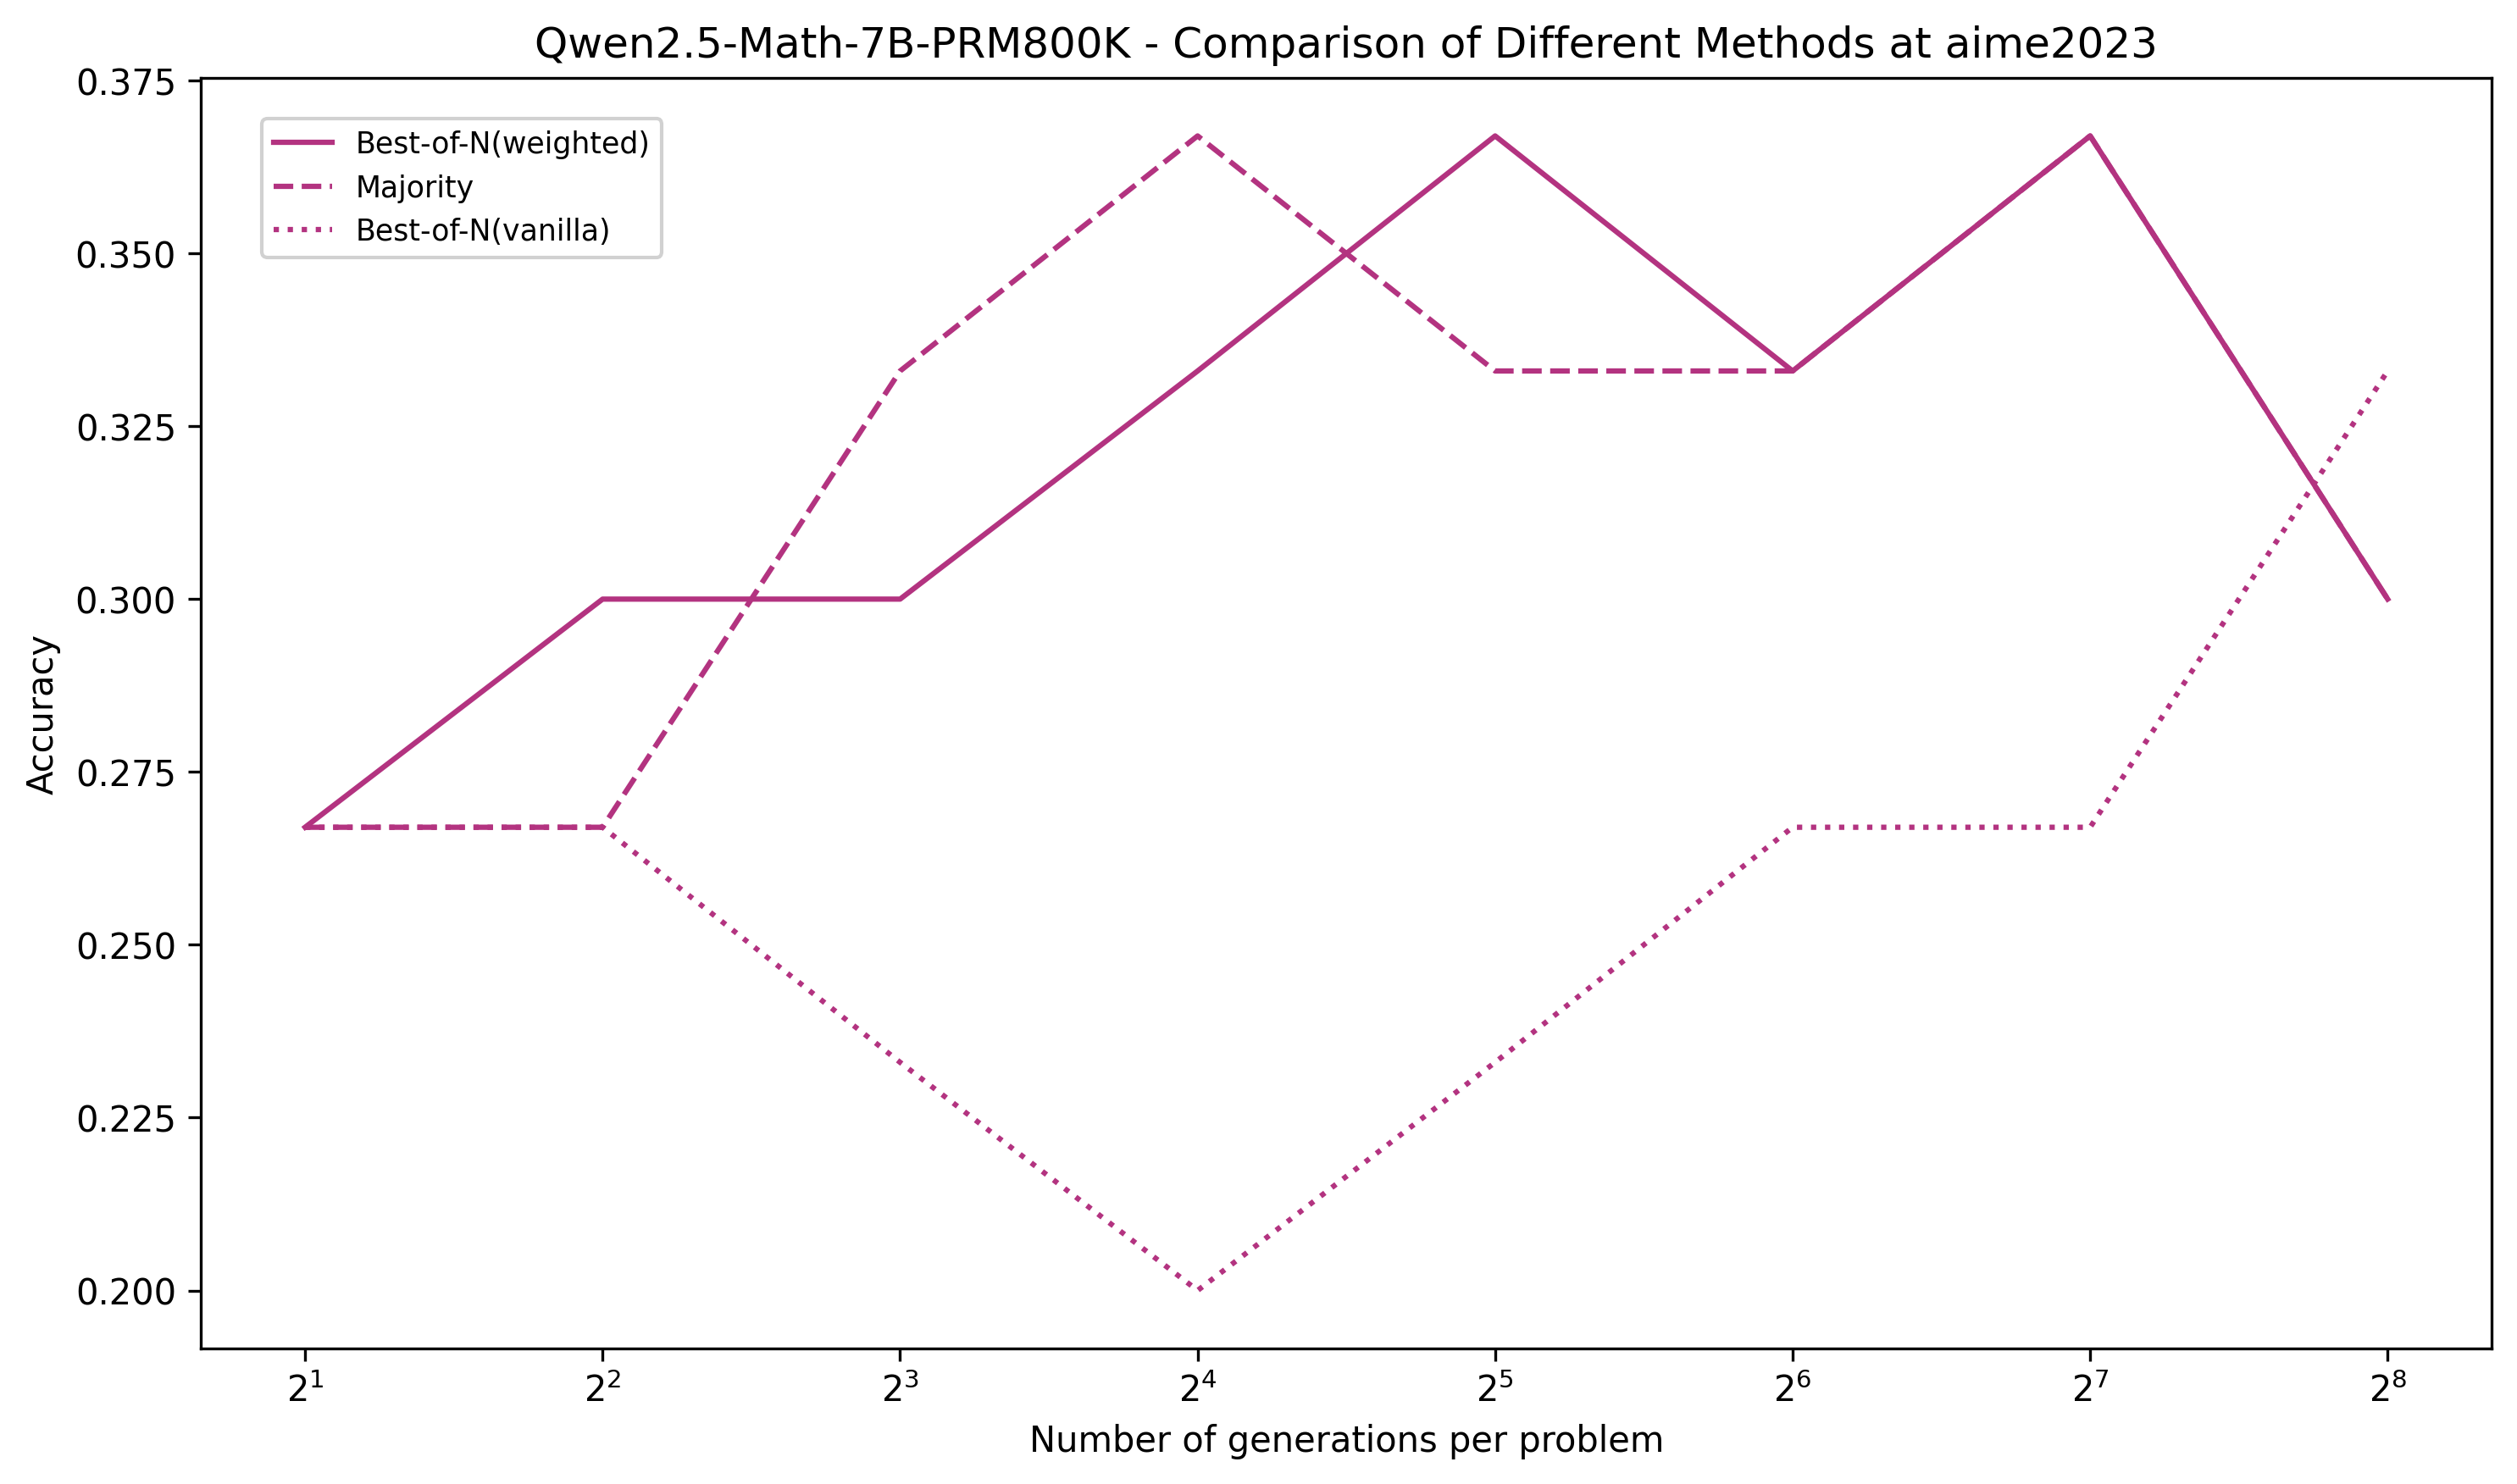 Qwen2.5-Math-7B-PRM800K - Comparison of Different Methods at aime2023
0.375
0.350
0.325
0.300
0.275
0.250
0.225
0.200
Accuracy
Best-of-N(weighted)
Majority
Best-of-N(vanilla)
2¹ 2² 2³ 2⁴ 2⁵ 2⁶ 2⁷ 2⁸
Number of generations per problem